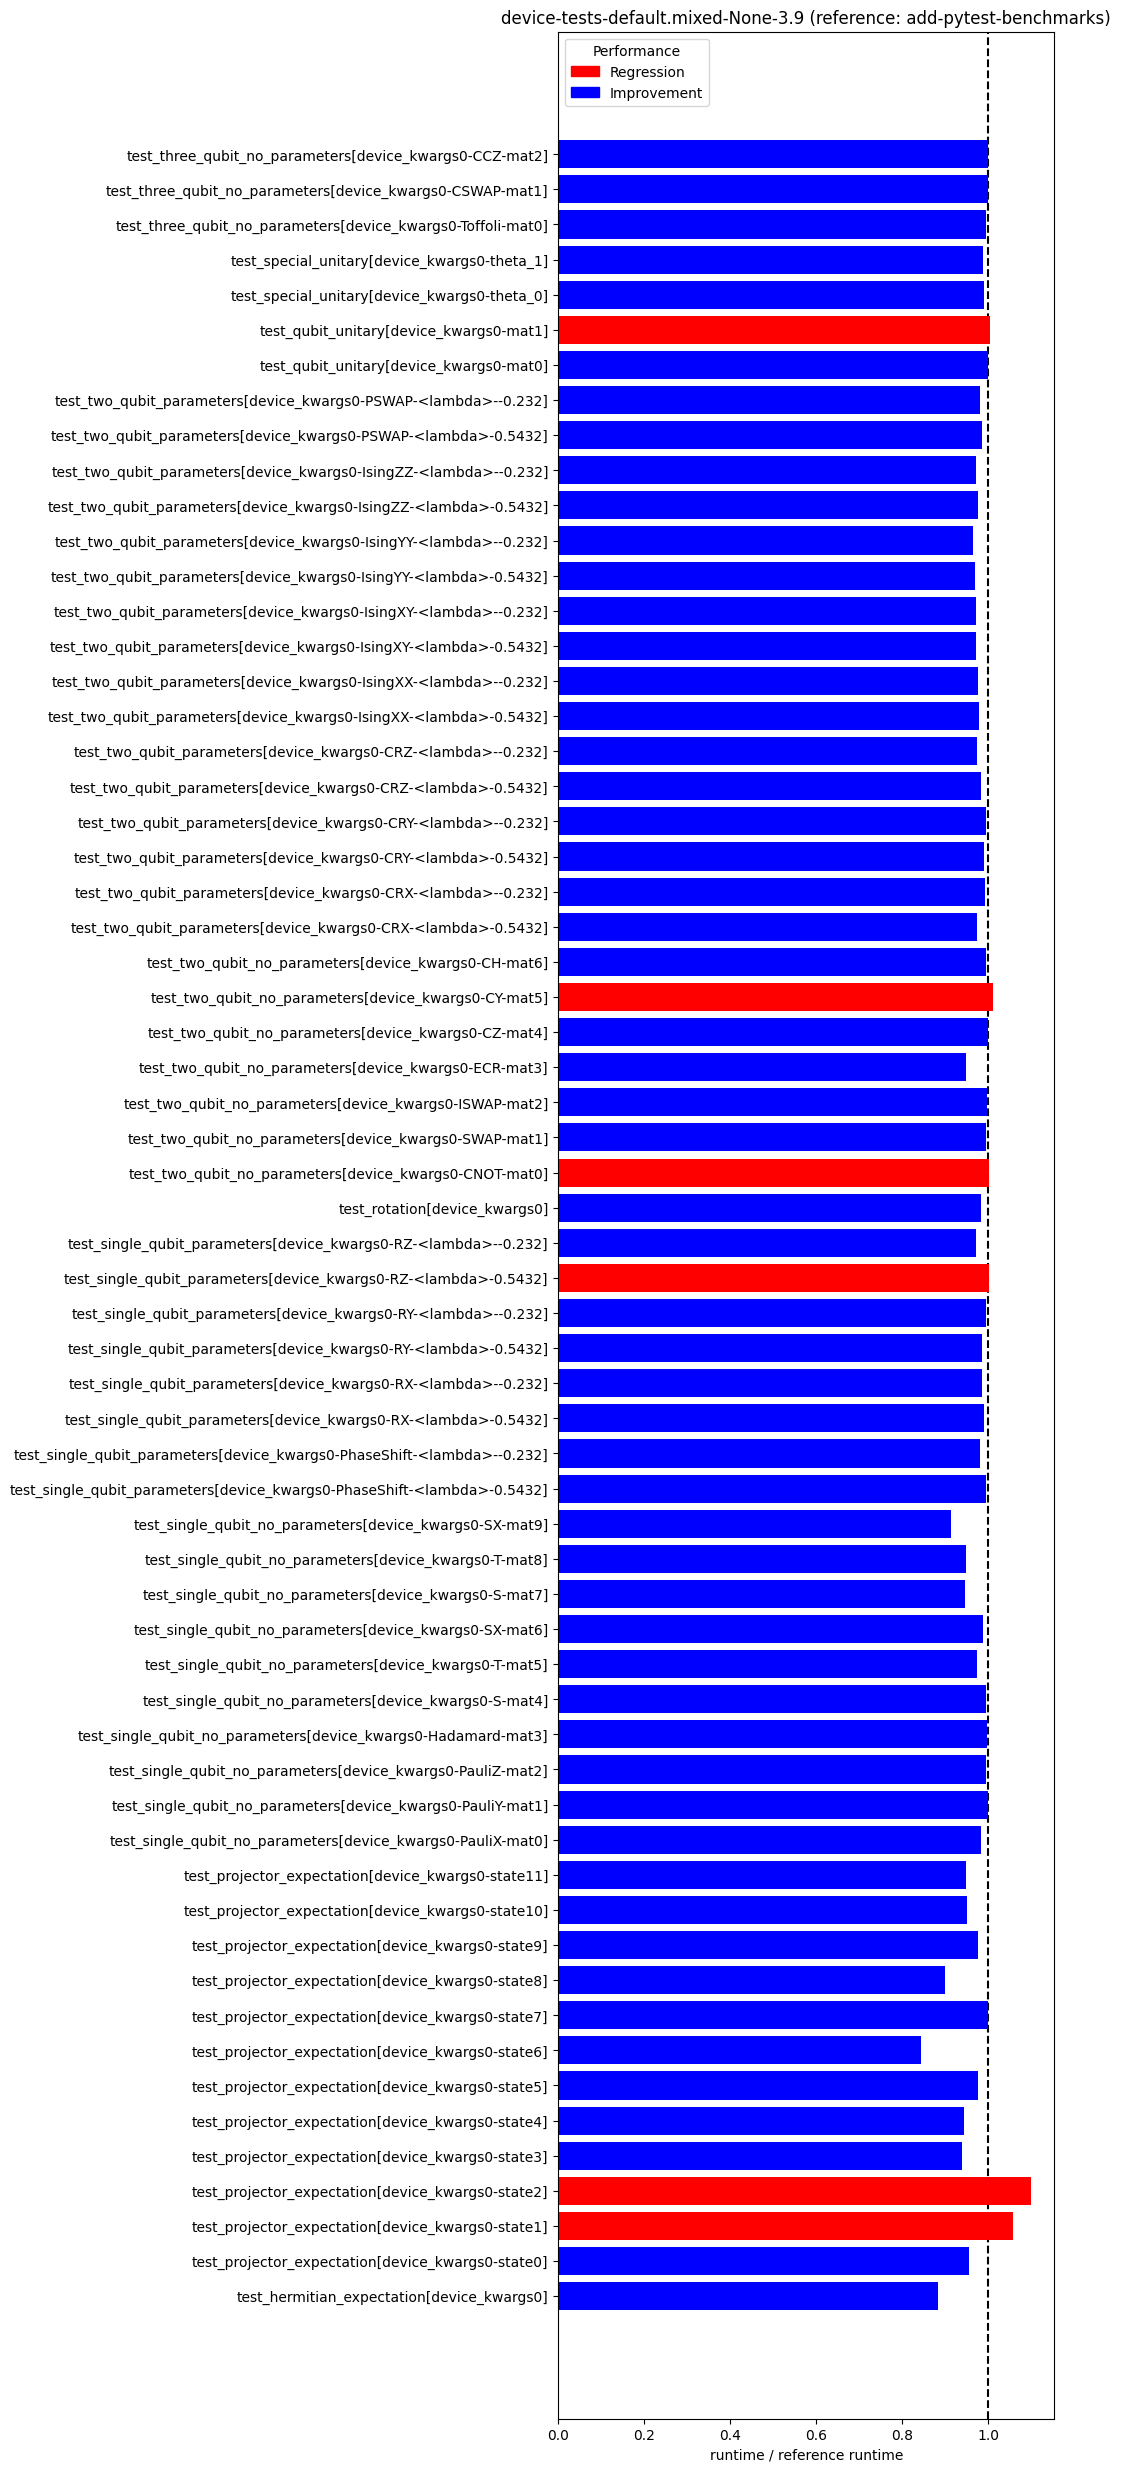 device-tests-default.mixed-None-3.9 (reference: add-pytest-benchmarks)
Performance
Regression
Improvement
test_three_qubit_no_parameters[device_kwargs0-CCZ-mat2]
test_three_qubit_no_parameters[device_kwargs0-CSWAP-mat1]
test_three_qubit_no_parameters[device_kwargs0-Toffoli-mat0]
test_special_unitary[device_kwargs0-theta_1]
test_special_unitary[device_kwargs0-theta_0]
test_qubit_unitary[device_kwargs0-mat1]
test_qubit_unitary[device_kwargs0-mat0]
test_two_qubit_parameters[device_kwargs0-PSWAP-<lambda>--0.232]
test_two_qubit_parameters[device_kwargs0-PSWAP-<lambda>-0.5432]
test_two_qubit_parameters[device_kwargs0-IsingZZ-<lambda>--0.232]
test_two_qubit_parameters[device_kwargs0-IsingZZ-<lambda>-0.5432]
test_two_qubit_parameters[device_kwargs0-IsingYY-<lambda>--0.232]
test_two_qubit_parameters[device_kwargs0-IsingYY-<lambda>-0.5432]
test_two_qubit_parameters[device_kwargs0-IsingXY-<lambda>--0.232]
test_two_qubit_parameters[device_kwargs0-IsingXY-<lambda>-0.5432]
test_two_qubit_parameters[device_kwargs0-IsingXX-<lambda>--0.232]
test_two_qubit_parameters[device_kwargs0-IsingXX-<lambda>-0.5432]
test_two_qubit_parameters[device_kwargs0-CRZ-<lambda>--0.232]
test_two_qubit_parameters[device_kwargs0-CRZ-<lambda>-0.5432]
test_two_qubit_parameters[device_kwargs0-CRY-<lambda>--0.232]
test_two_qubit_parameters[device_kwargs0-CRY-<lambda>-0.5432]
test_two_qubit_parameters[device_kwargs0-CRX-<lambda>--0.232]
test_two_qubit_parameters[device_kwargs0-CRX-<lambda>-0.5432]
test_two_qubit_no_parameters[device_kwargs0-CH-mat6]
test_two_qubit_no_parameters[device_kwargs0-CY-mat5]
test_two_qubit_no_parameters[device_kwargs0-CZ-mat4]
test_two_qubit_no_parameters[device_kwargs0-ECR-mat3]
test_two_qubit_no_parameters[device_kwargs0-ISWAP-mat2]
test_two_qubit_no_parameters[device_kwargs0-SWAP-mat1]
test_two_qubit_no_parameters[device_kwargs0-CNOT-mat0]
test_rotation[device_kwargs0]
test_single_qubit_parameters[device_kwargs0-RZ-<lambda>--0.232]
test_single_qubit_parameters[device_kwargs0-RZ-<lambda>-0.5432]
test_single_qubit_parameters[device_kwargs0-RY-<lambda>--0.232]
test_single_qubit_parameters[device_kwargs0-RY-<lambda>-0.5432]
test_single_qubit_parameters[device_kwargs0-RX-<lambda>--0.232]
test_single_qubit_parameters[device_kwargs0-RX-<lambda>-0.5432]
test_single_qubit_parameters[device_kwargs0-PhaseShift-<lambda>--0.232]
test_single_qubit_parameters[device_kwargs0-PhaseShift-<lambda>-0.5432]
test_single_qubit_no_parameters[device_kwargs0-SX-mat9]
test_single_qubit_no_parameters[device_kwargs0-T-mat8]
test_single_qubit_no_parameters[device_kwargs0-S-mat7]
test_single_qubit_no_parameters[device_kwargs0-SX-mat6]
test_single_qubit_no_parameters[device_kwargs0-T-mat5]
test_single_qubit_no_parameters[device_kwargs0-S-mat4]
test_single_qubit_no_parameters[device_kwargs0-Hadamard-mat3]
test_single_qubit_no_parameters[device_kwargs0-PauliZ-mat2]
test_single_qubit_no_parameters[device_kwargs0-PauliY-mat1]
test_single_qubit_no_parameters[device_kwargs0-PauliX-mat0]
test_projector_expectation[device_kwargs0-state11]
test_projector_expectation[device_kwargs0-state10]
test_projector_expectation[device_kwargs0-state9]
test_projector_expectation[device_kwargs0-state8]
test_projector_expectation[device_kwargs0-state7]
test_projector_expectation[device_kwargs0-state6]
test_projector_expectation[device_kwargs0-state5]
test_projector_expectation[device_kwargs0-state4]
test_projector_expectation[device_kwargs0-state3]
test_projector_expectation[device_kwargs0-state2]
test_projector_expectation[device_kwargs0-state1]
test_projector_expectation[device_kwargs0-state0]
test_hermitian_expectation[device_kwargs0]
0.0 0.2 0.4 0.6 0.8 1.0
runtime / reference runtime